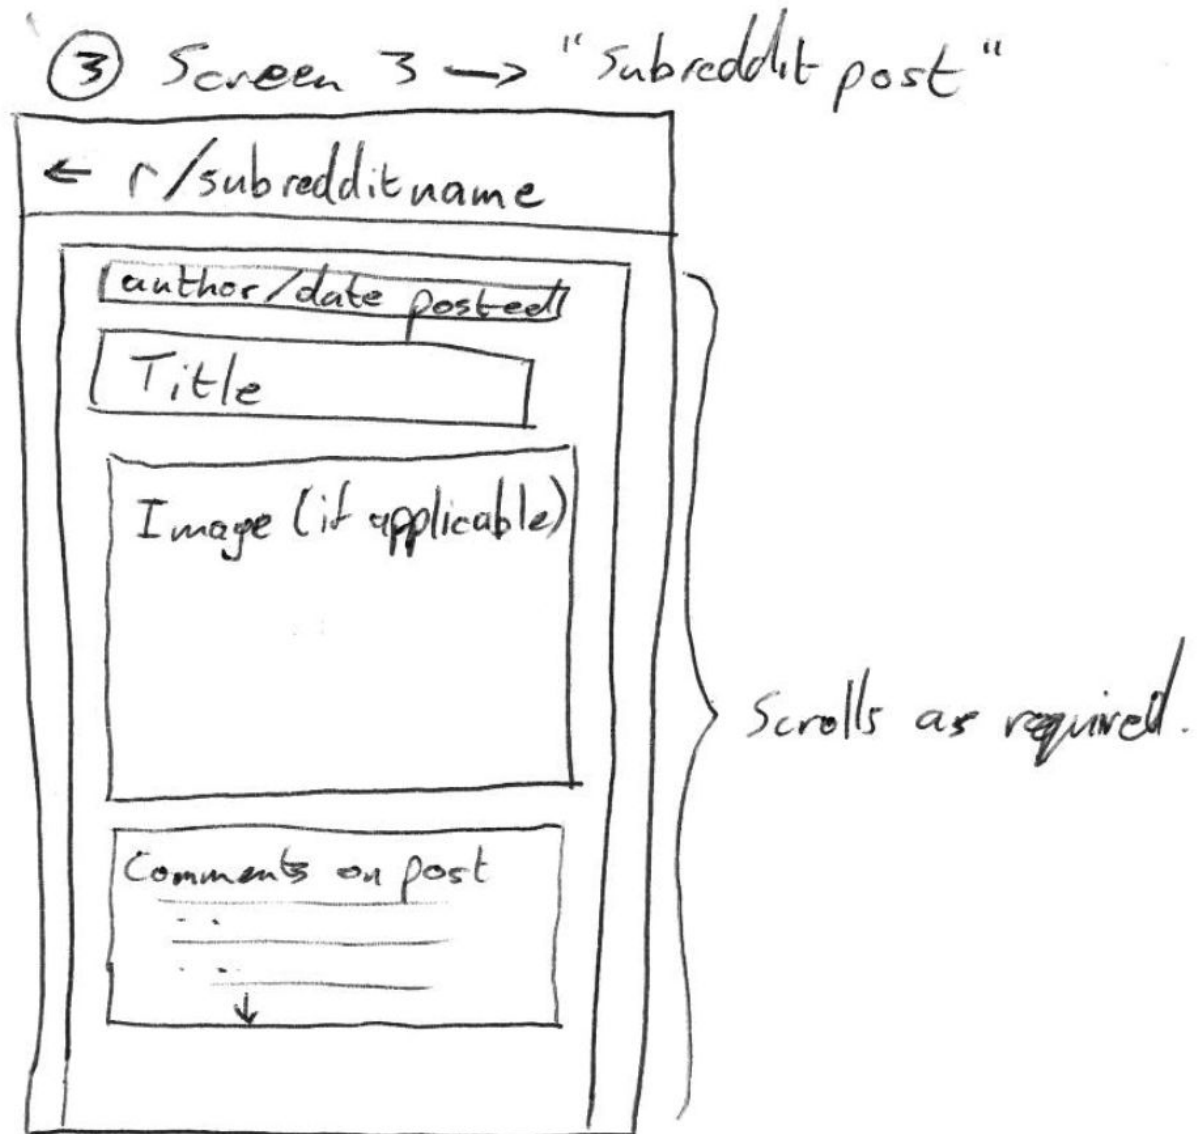 ③ Screen 3 → "Subreddit post"
← r/subredditname
author/date posted
Title
Image (if applicable)
Scrolls as required.
Comments on post